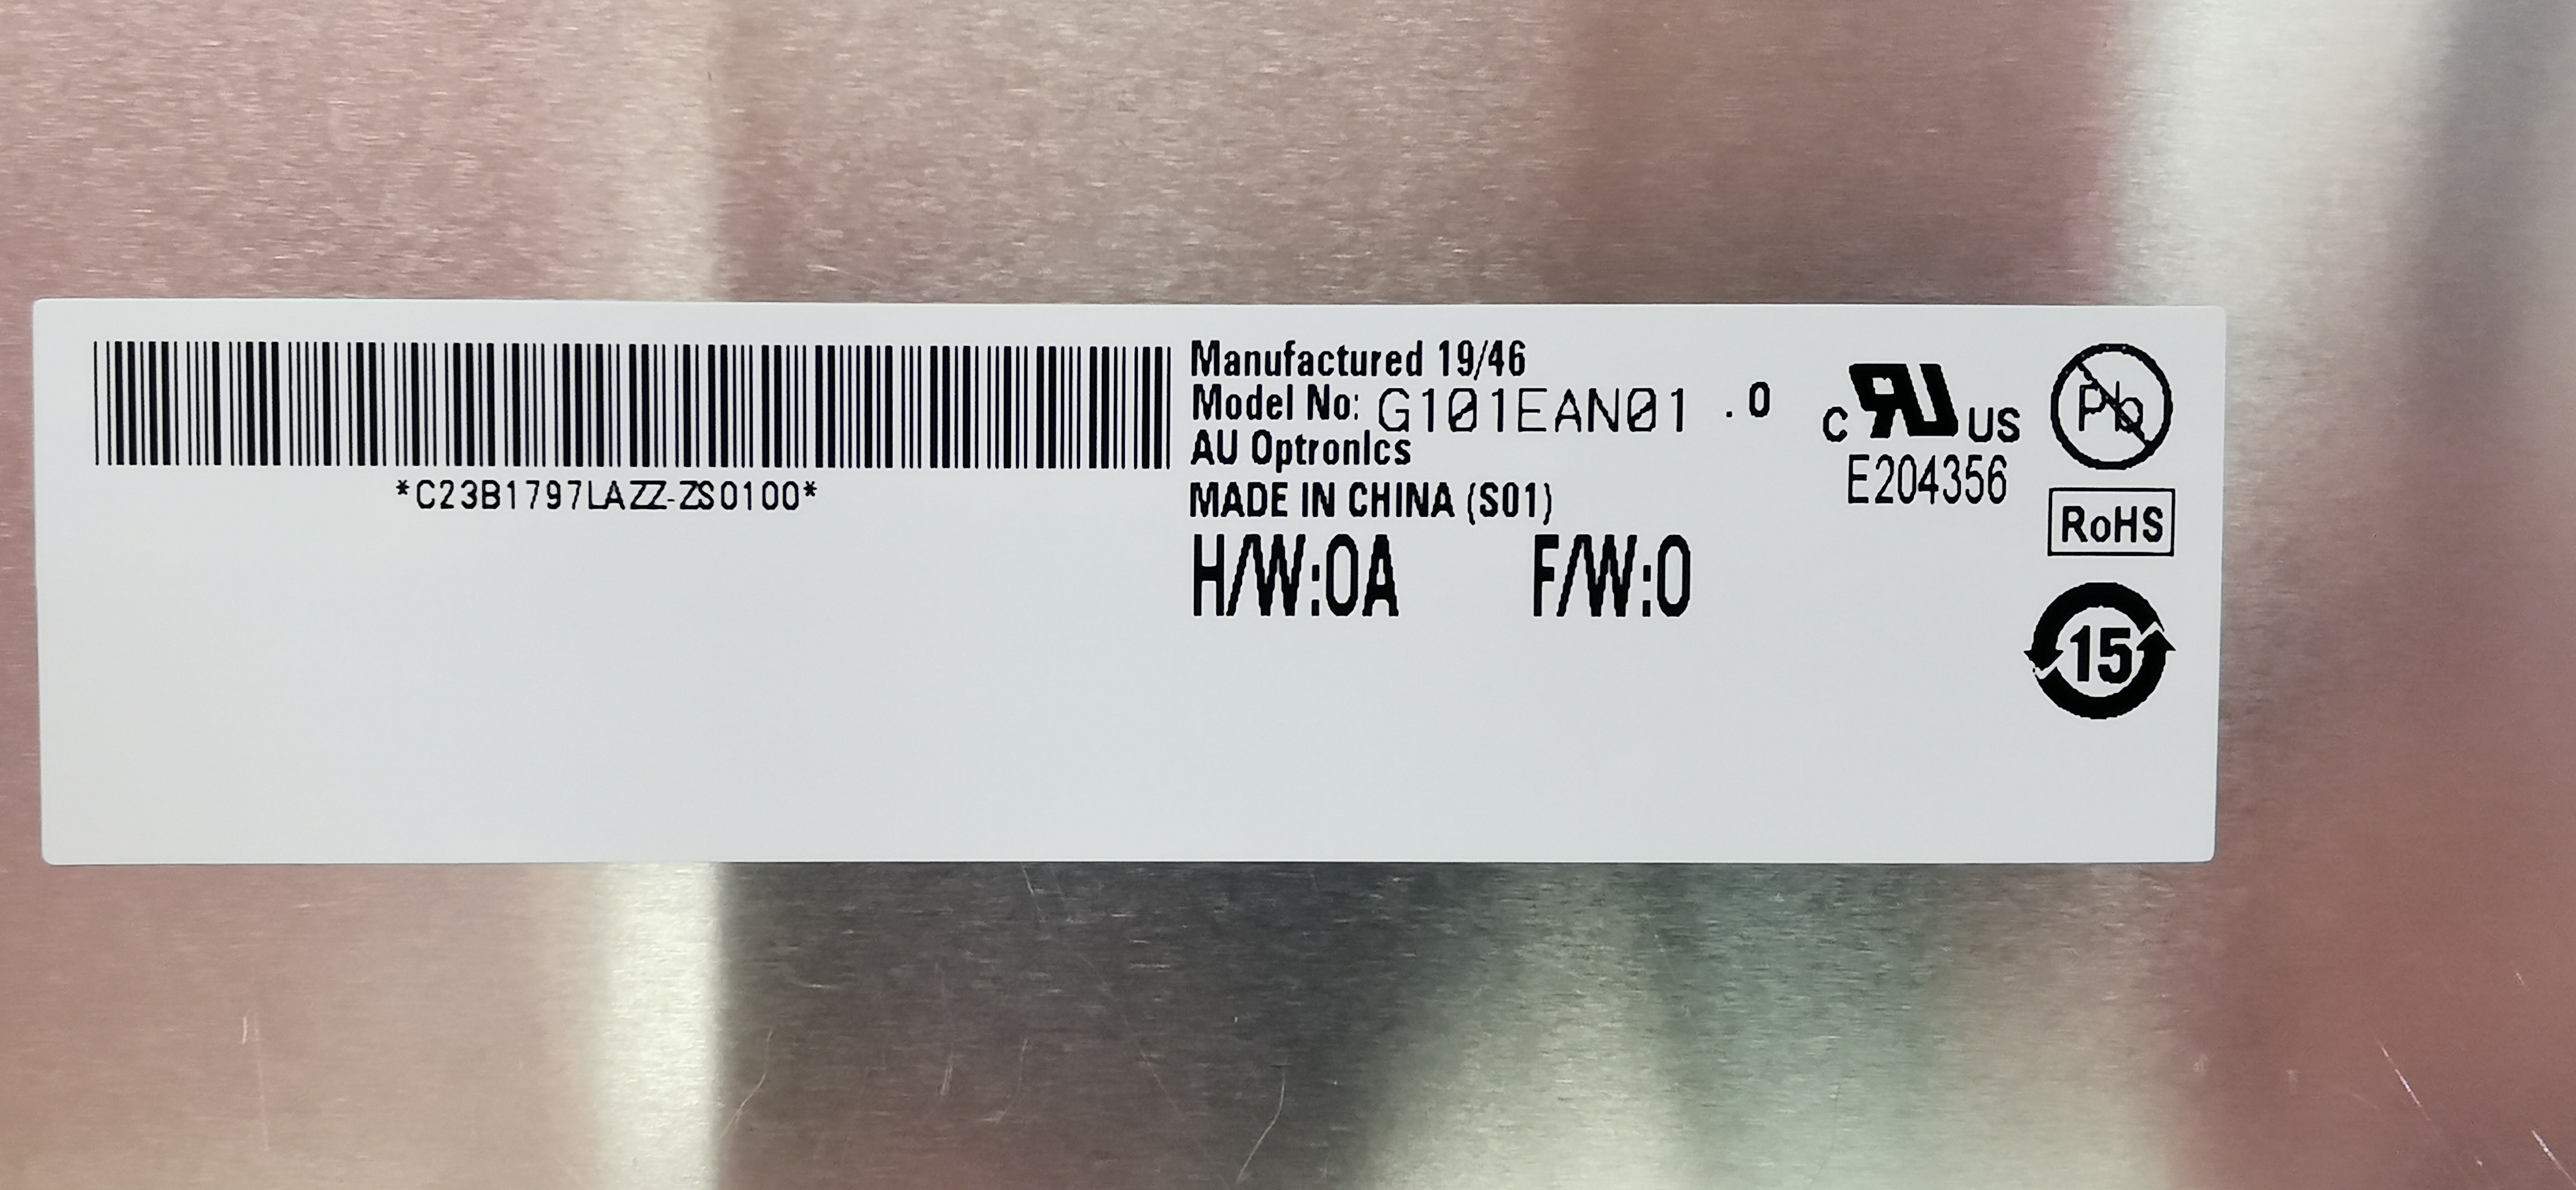 Manufactured 19/46
Model No: G101EAN01 .0
AU Optronics
MADE IN CHINA (S01)
H/W:0A F/W:0
*C23B1797LAZZ-ZS0100*
c RU US
E204356
Pb
RoHS
15